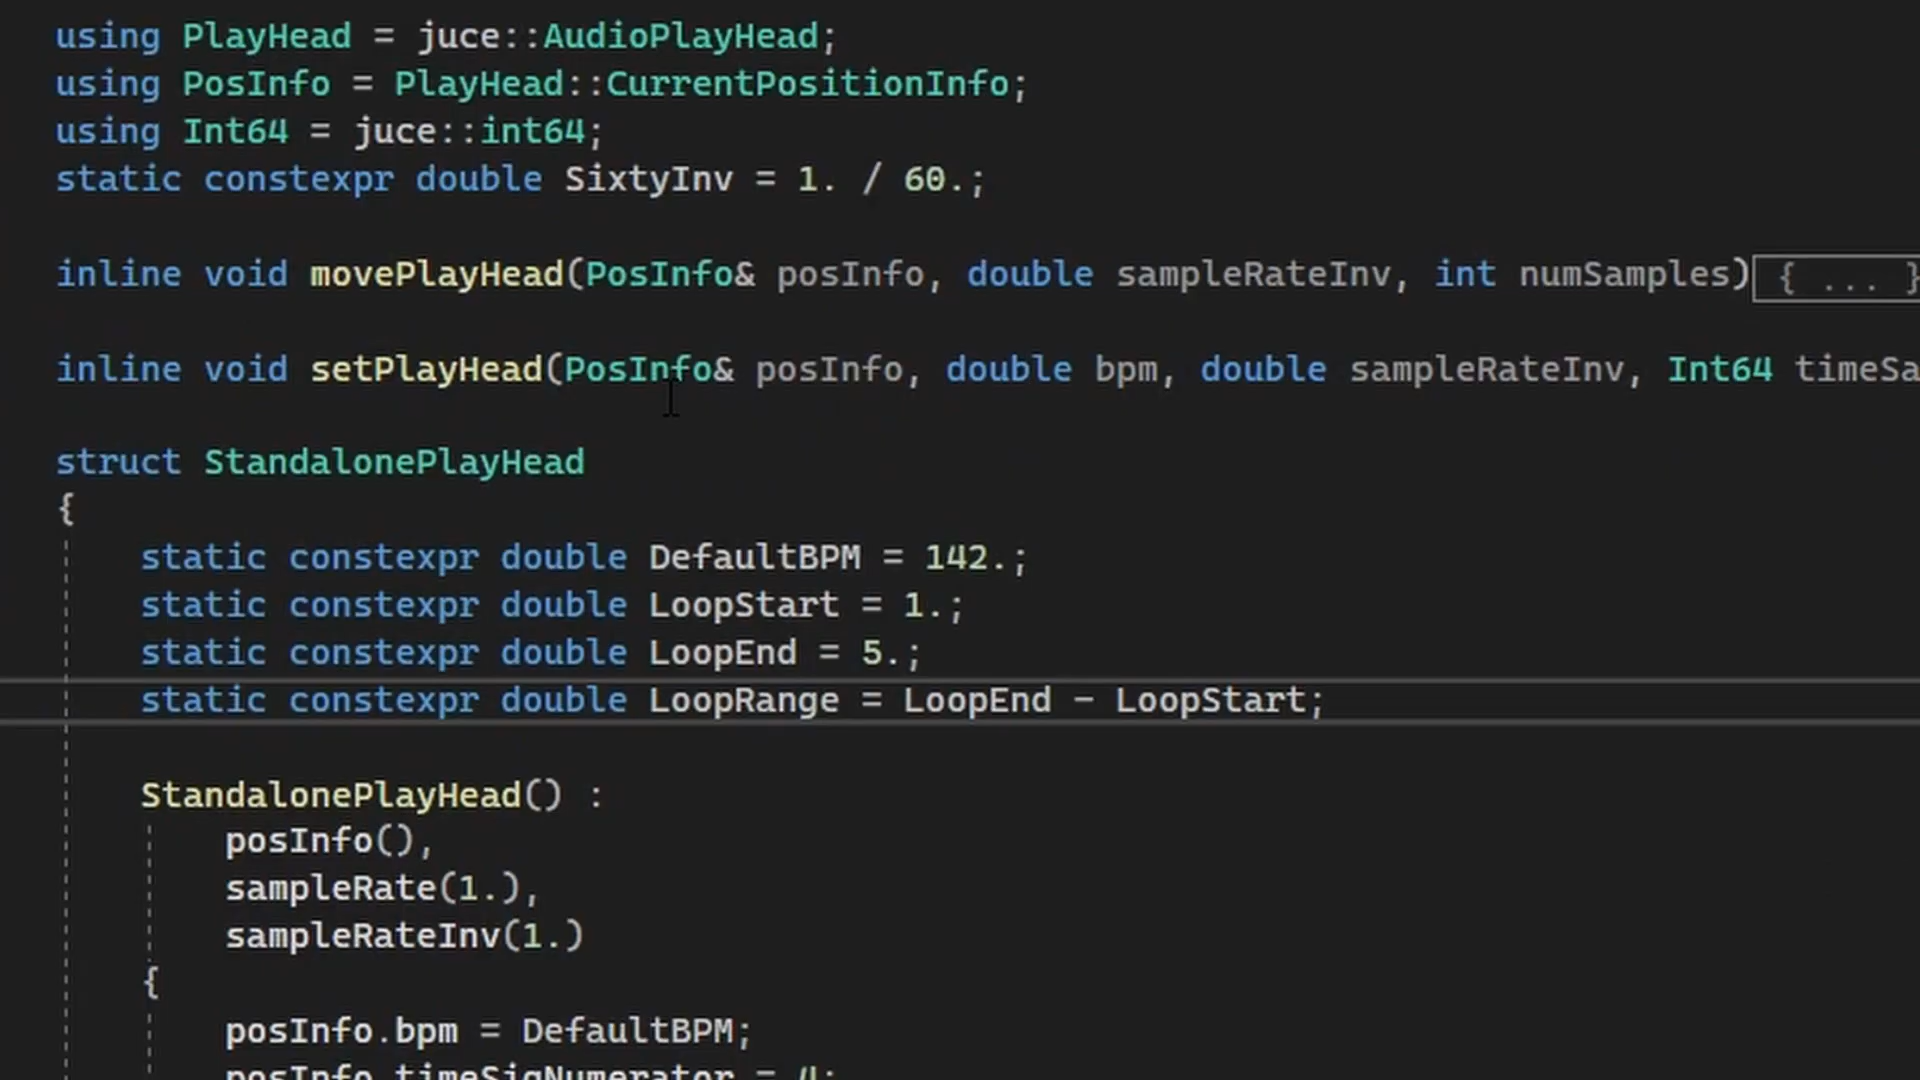 using PlayHead = juce::AudioPlayHead;
using PosInfo = PlayHead::CurrentPositionInfo;
using Int64 = juce::int64;
static constexpr double SixtyInv = 1. / 60.;
inline void movePlayHead(PosInfo& posInfo, double sampleRateInv, int numSamples){ ... }
inline void setPlayHead(PosInfo& posInfo, double bpm, double sampleRateInv, Int64 timeSa
struct StandalonePlayHead
{
static constexpr double DefaultBPM = 142.;
static constexpr double LoopStart = 1.;
static constexpr double LoopEnd = 5.;
static constexpr double LoopRange = LoopEnd - LoopStart;
StandalonePlayHead() :
posInfo(),
sampleRate(1.),
sampleRateInv(1.)
{
posInfo.bpm = DefaultBPM;
posInfo.timeSigNumerator = 4;